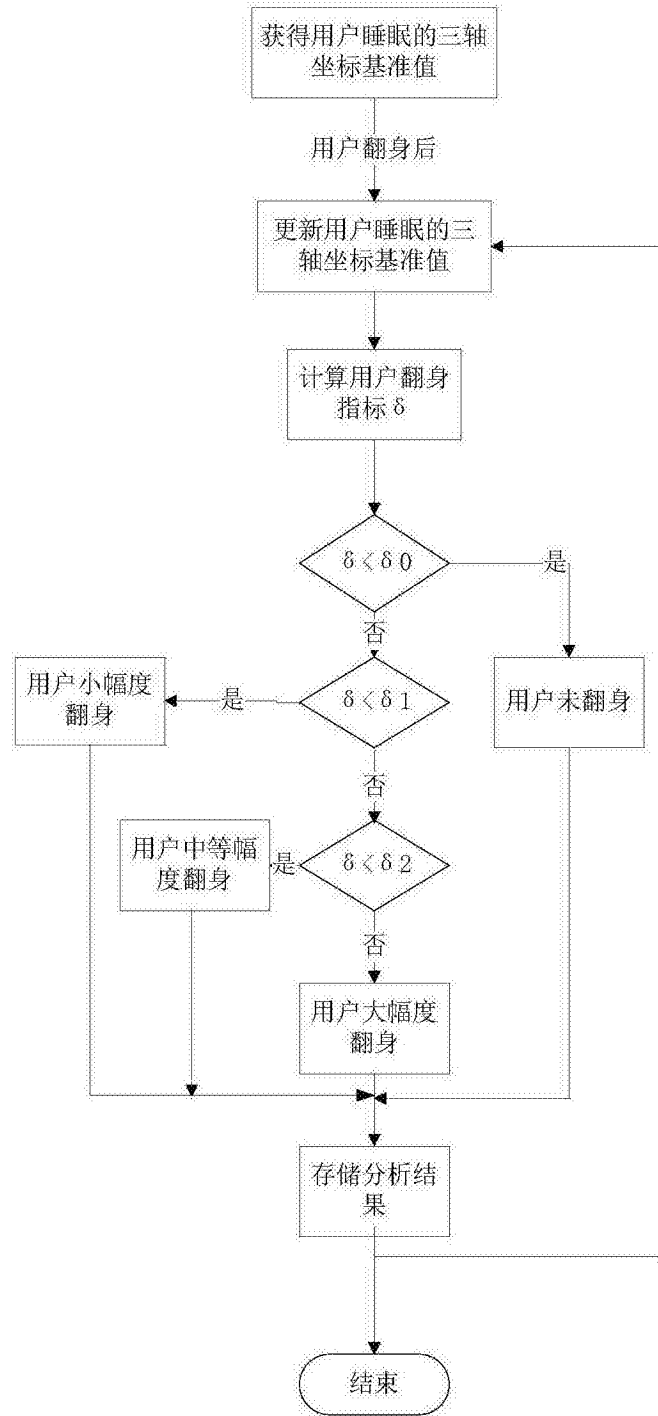 获得用户睡眠的三轴
坐标基准值
用户翻身后
更新用户睡眠的三
轴坐标基准值
计算用户翻身
指标δ
δ<δ0
是
否
用户小幅度
翻身
是
δ<δ1
用户未翻身
否
用户中等幅
度翻身
是
δ<δ2
否
用户大幅度
翻身
存储分析结
果
结束